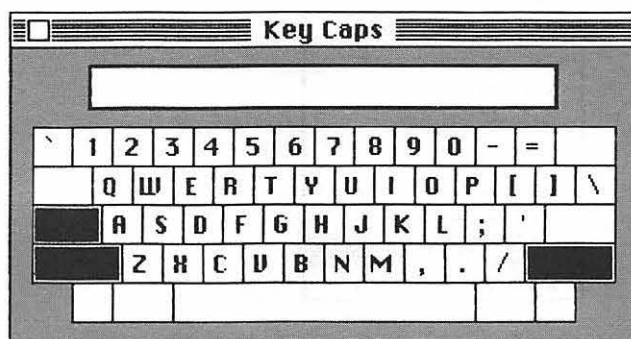 Key Caps
` 1 2 3 4 5 6 7 8 9 0 - =
Q W E R T Y U I O P [ ] \
A S D F G H J K L ; '
Z X C V B N M , . /